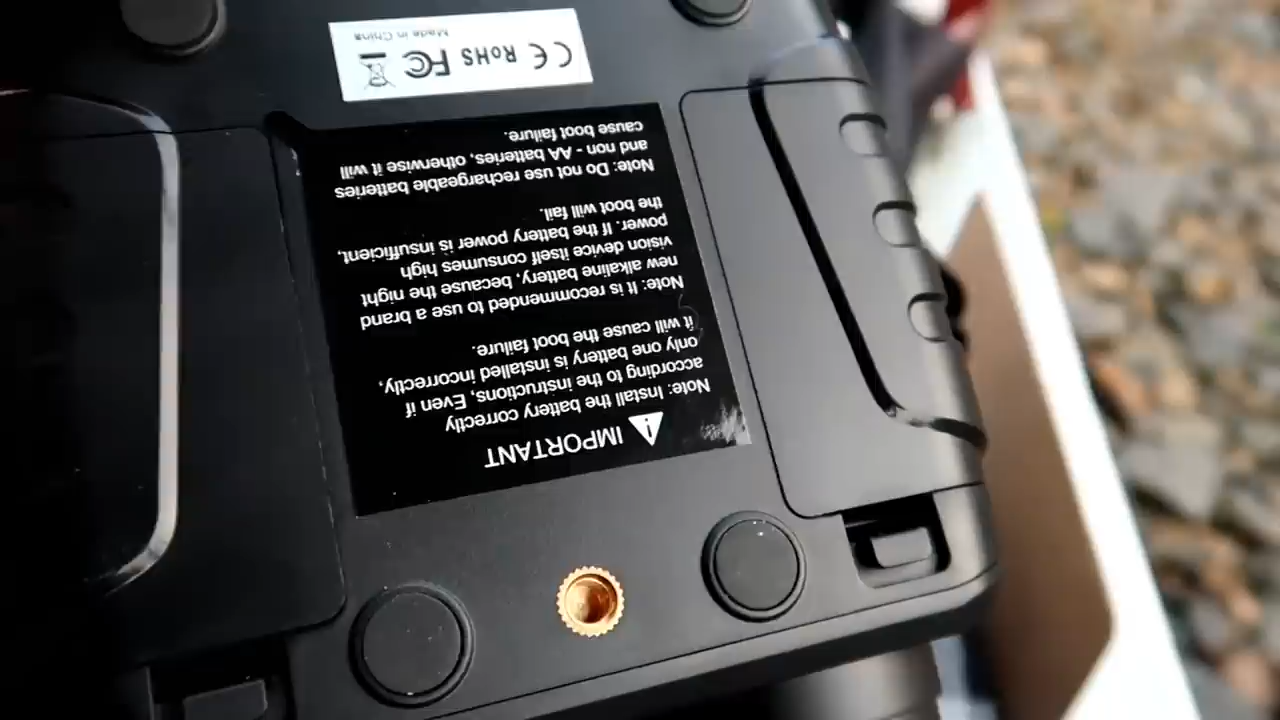 IMPORTANT
Note: Install the battery correctly
according to the instructions, Even if
only one battery is installed incorrectly,
it will cause the boot failure.
Note: It is recommended to use a brand
new alkaline battery, because the night
vision device itself consumes high
power. If the battery power is insufficient,
the boot will fail.
Note: Do not use rechargeable batteries
and non - AA batteries, otherwise it will
cause boot failure.
CE RoHS FC
Made in China